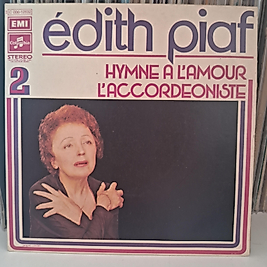 EMI
édith piaf
STEREO
2
HYMNE A L'AMOUR
L'ACCORDEONISTE